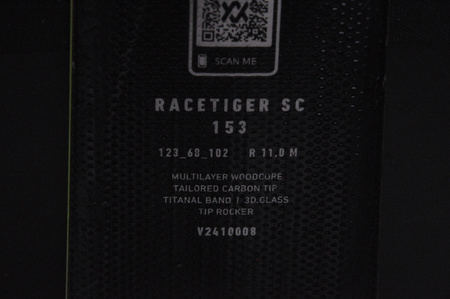 SCAN ME
RACETIGER SC
153
123_68_102 R 11,0 M
MULTILAYER WOODCORE
TAILORED CARBON TIP
TITANAL BAND | 3D.GLASS
TIP ROCKER
V2410008